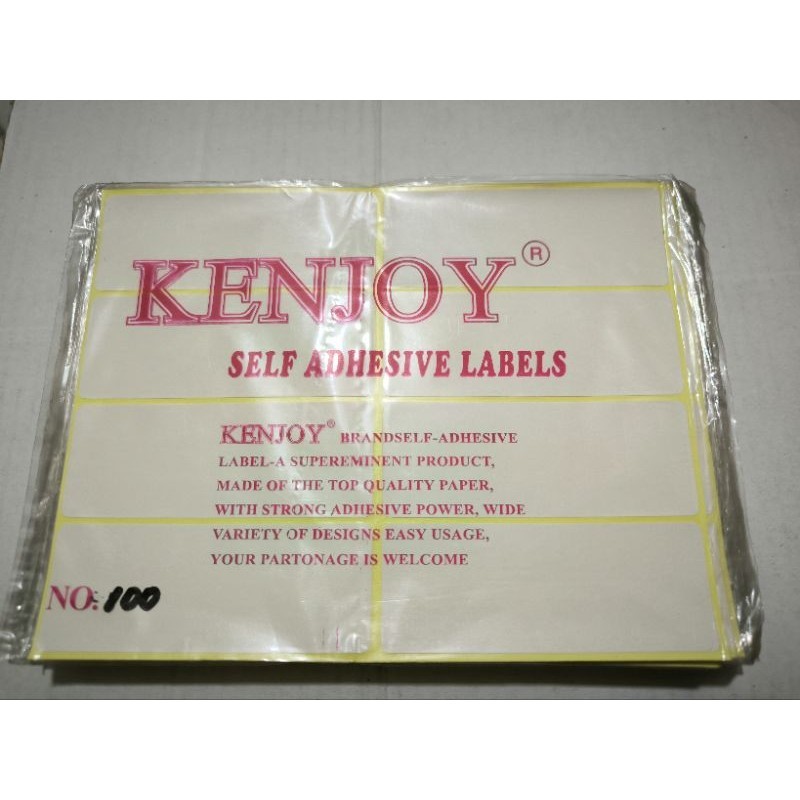 KENJOY®
SELF ADHESIVE LABELS
KENJOY® BRANDSELF-ADHESIVE
LABEL-A SUPEREMINENT PRODUCT,
MADE OF THE TOP QUALITY PAPER,
WITH STRONG ADHESIVE POWER, WIDE
VARIETY OF DESIGNS EASY USAGE,
YOUR PARTONAGE IS WELCOME
NO: 100